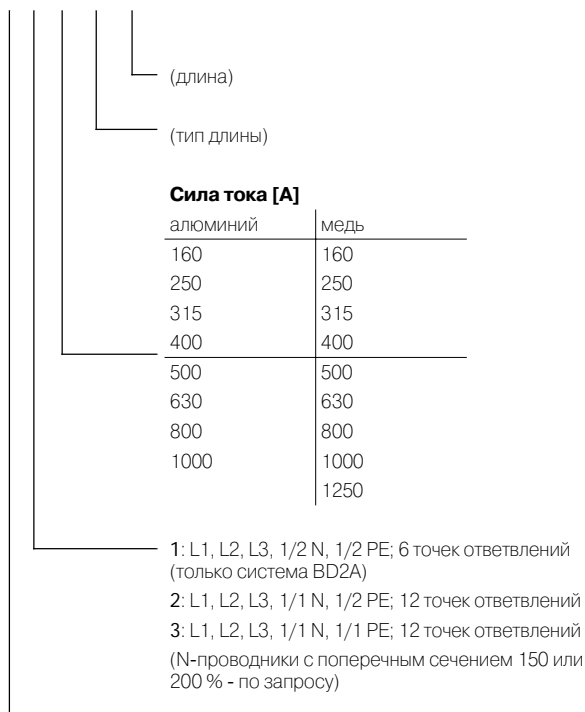 (длина)
(тип длины)
Сила тока [A]
алюминий медь
160 160
250 250
315 315
400 400
500 500
630 630
800 800
1000 1000
1250
1: L1, L2, L3, 1/2 N, 1/2 PE; 6 точек ответвлений
(только система BD2A)
2: L1, L2, L3, 1/1 N, 1/2 PE; 12 точек ответвлений
3: L1, L2, L3, 1/1 N, 1/1 PE; 12 точек ответвлений
(N-проводники с поперечным сечением 150 или
200 % - по запросу)